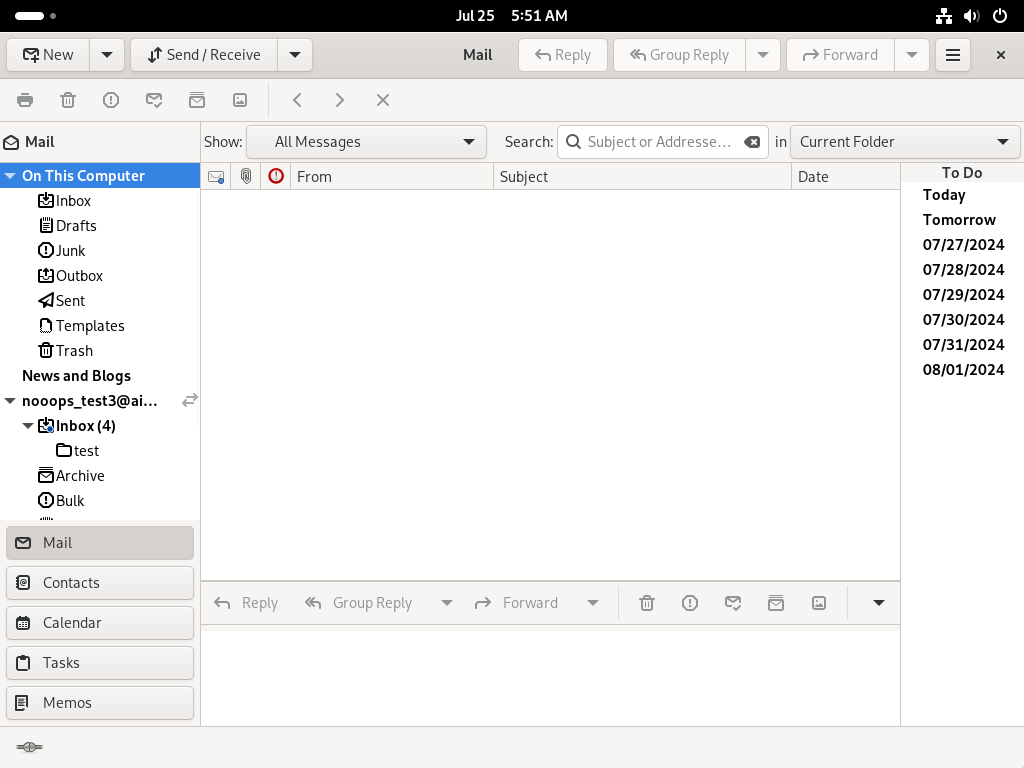 Jul 25 5:51 AM
New
Send / Receive
Mail
Reply
Group Reply
Forward
Mail
Show:
All Messages
Search:
Subject or Addresse…
in
Current Folder
On This Computer
Inbox
Drafts
Junk
Outbox
Sent
Templates
Trash
News and Blogs
nooops_test3@ai…
Inbox (4)
test
Archive
Bulk
Mail
Contacts
Calendar
Tasks
Memos
From
Subject
Date
Reply
Group Reply
Forward
To Do
Today
Tomorrow
07/27/2024
07/28/2024
07/29/2024
07/30/2024
07/31/2024
08/01/2024